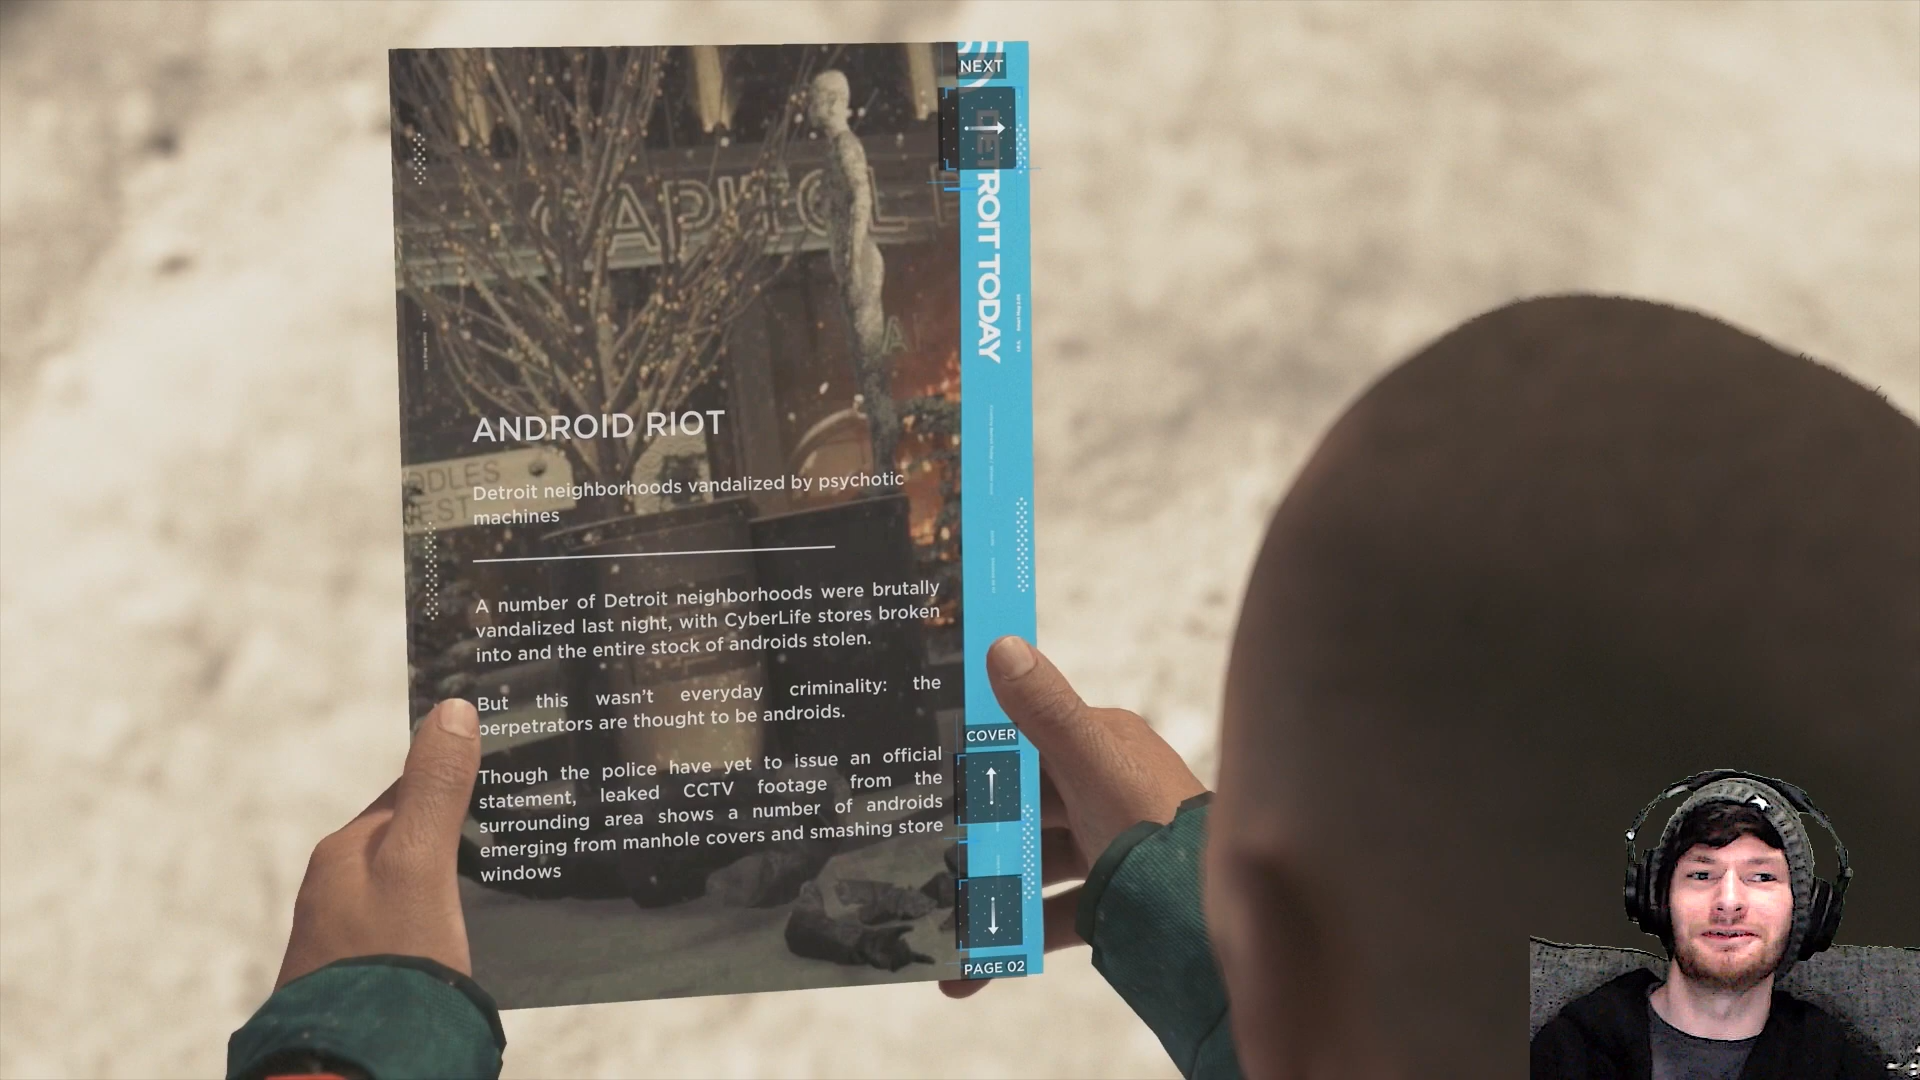 NEXT
DETROIT TODAY
CAPITOL
ANDROID RIOT
Detroit neighborhoods vandalized by psychotic
machines
A number of Detroit neighborhoods were brutally
vandalized last night, with CyberLife stores broken
into and the entire stock of androids stolen.
But this wasn't everyday criminality: the
perpetrators are thought to be androids.
Though the police have yet to issue an official
statement, leaked CCTV footage from the
surrounding area shows a number of androids
emerging from manhole covers and smashing store
windows
COVER
PAGE 02